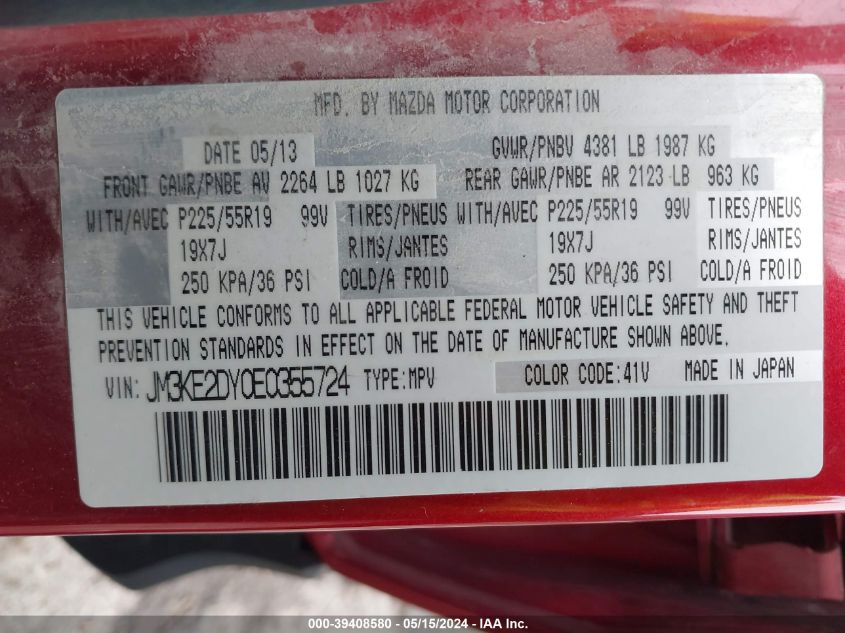 MFD. BY MAZDA MOTOR CORPORATION
DATE 05/13 GVWR/PNBV 4381 LB 1987 KG
FRONT GAWR/PNBE AV 2264 LB 1027 KG REAR GAWR/PNBE AR 2123 LB 963 KG
WITH/AVEC P225/55R19 99V TIRES/PNEUS WITH/AVEC P225/55R19 99V TIRES/PNEUS
19X7J RIMS/JANTES 19X7J RIMS/JANTES
250 KPA/36 PSI COLD/A FROID 250 KPA/36 PSI COLD/A FROID
THIS VEHICLE CONFORMS TO ALL APPLICABLE FEDERAL MOTOR VEHICLE SAFETY AND THEFT
PREVENTION STANDARDS IN EFFECT ON THE DATE OF MANUFACTURE SHOWN ABOVE.
VIN: JM3KE2DY0E0355724 TYPE:MPV COLOR CODE:41V MADE IN JAPAN
000-39408580 - 05/15/2024 - IAA Inc.